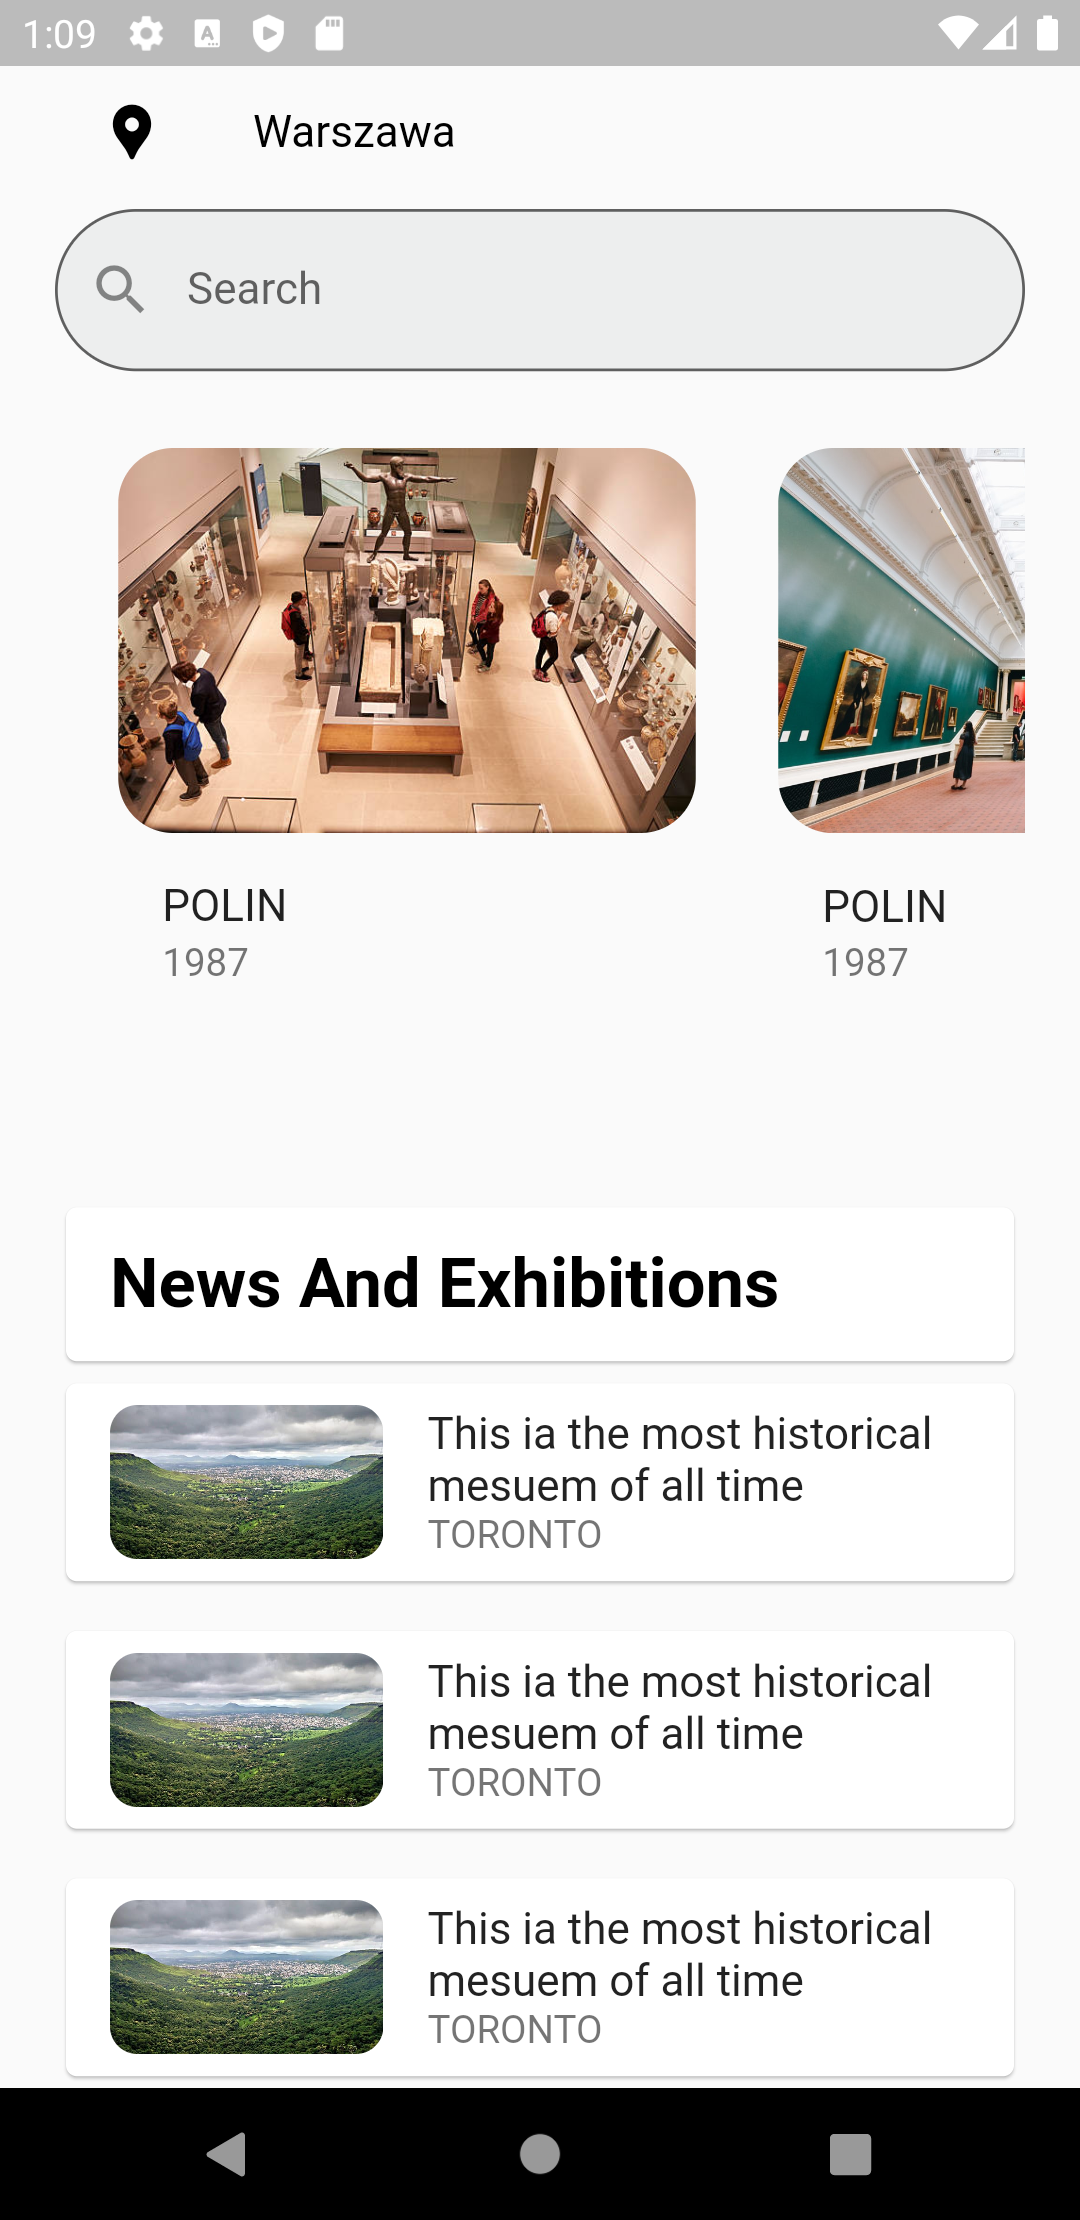 1:09
Warszawa
Search
POLIN
1987
POLIN
1987
News And Exhibitions
This ia the most historical
mesuem of all time
TORONTO
This ia the most historical
mesuem of all time
TORONTO
This ia the most historical
mesuem of all time
TORONTO